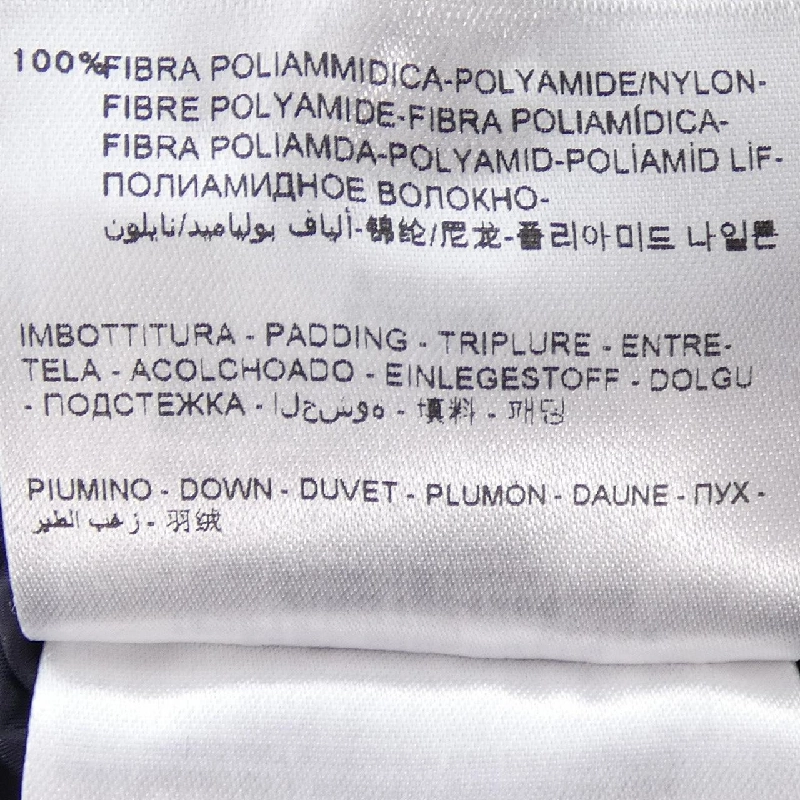 100%FIBRA POLIAMMIDICA-POLYAMIDE/NYLON-
FIBRE POLYAMIDE-FIBRA POLIAMÍDICA-
FIBRA POLIAMDA-POLYAMID-POLİAMİD LİF-
ПОЛИАМИДНОЕ ВОЛОКНО-
ألياف بولياميد/نايلون-锦纶/尼龙-폴리아미드 나일론
IMBOTTITURA - PADDING - TRIPLURE - ENTRE-
TELA - ACOLCHOADO - EINLEGESTOFF - DOLGU
- ПОДСТЕЖКА - الحشوه - 填料 - 패딩
PIUMINO - DOWN - DUVET - PLUMÓN - DAUNE - ПУХ -
زغب الطير - 羽绒